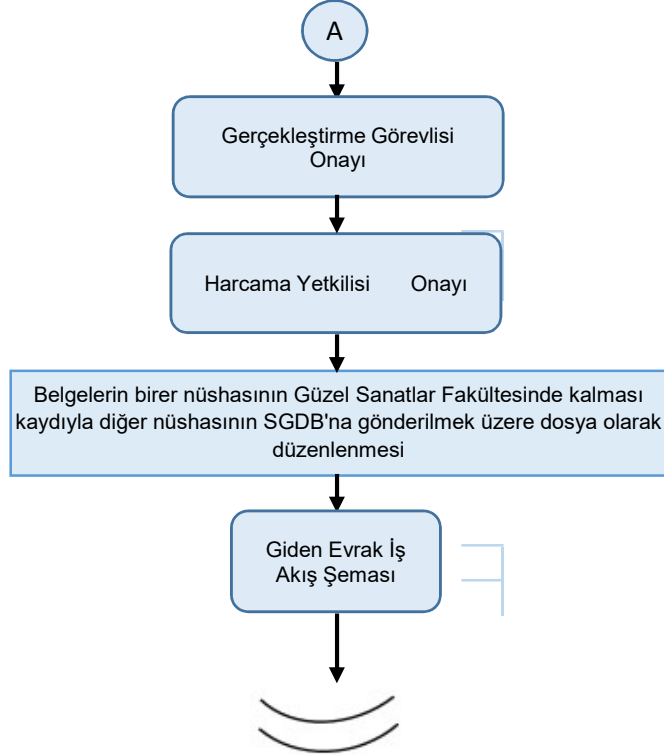 A
Gerçekleştirme Görevlisi
Onayı
Harcama Yetkilisi Onayı
Belgelerin birer nüshasının Güzel Sanatlar Fakültesinde kalması
kaydıyla diğer nüshasının SGDB'na gönderilmek üzere dosya olarak
düzenlenmesi
Giden Evrak İş
Akış Şeması